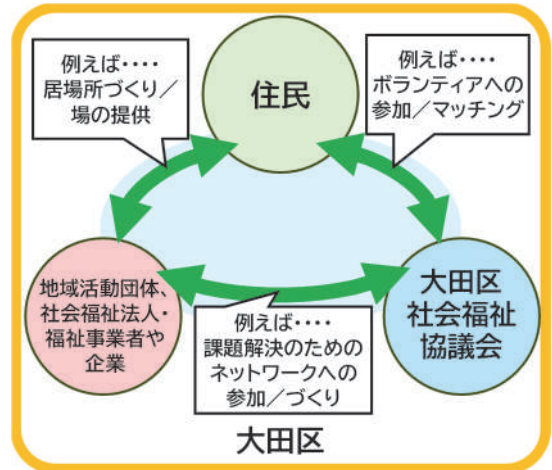 例えば・・・・
居場所づくり／
場の提供
住民
例えば・・・・
ボランティアへの
参加／マッチング
地域活動団体、
社会福祉法人・
福祉事業者や
企業
例えば・・・・
課題解決のための
ネットワークへの
参加／づくり
大田区
社会福祉
協議会
大田区